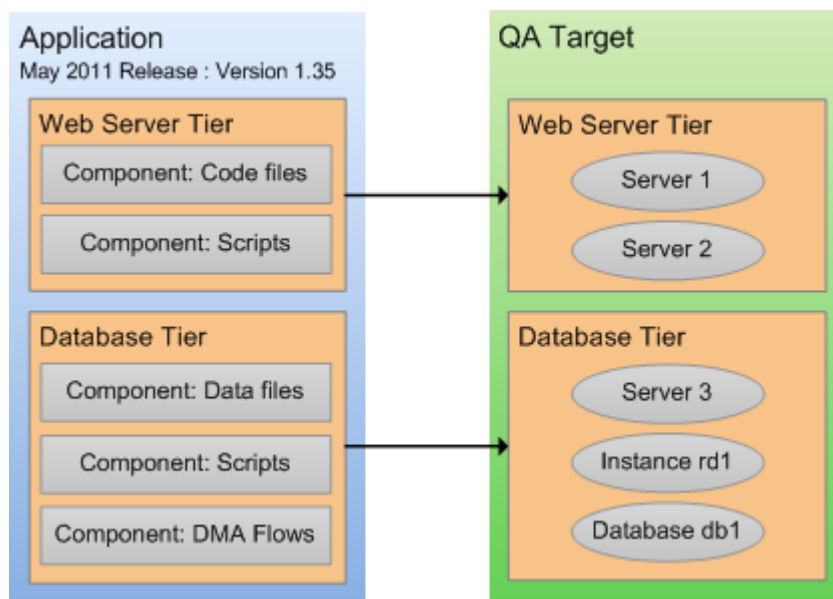 Application
May 2011 Release : Version 1.35
Web Server Tier
Component: Code files
Component: Scripts
Database Tier
Component: Data files
Component: Scripts
Component: DMA Flows
QA Target
Web Server Tier
Server 1
Server 2
Database Tier
Server 3
Instance rd1
Database db1